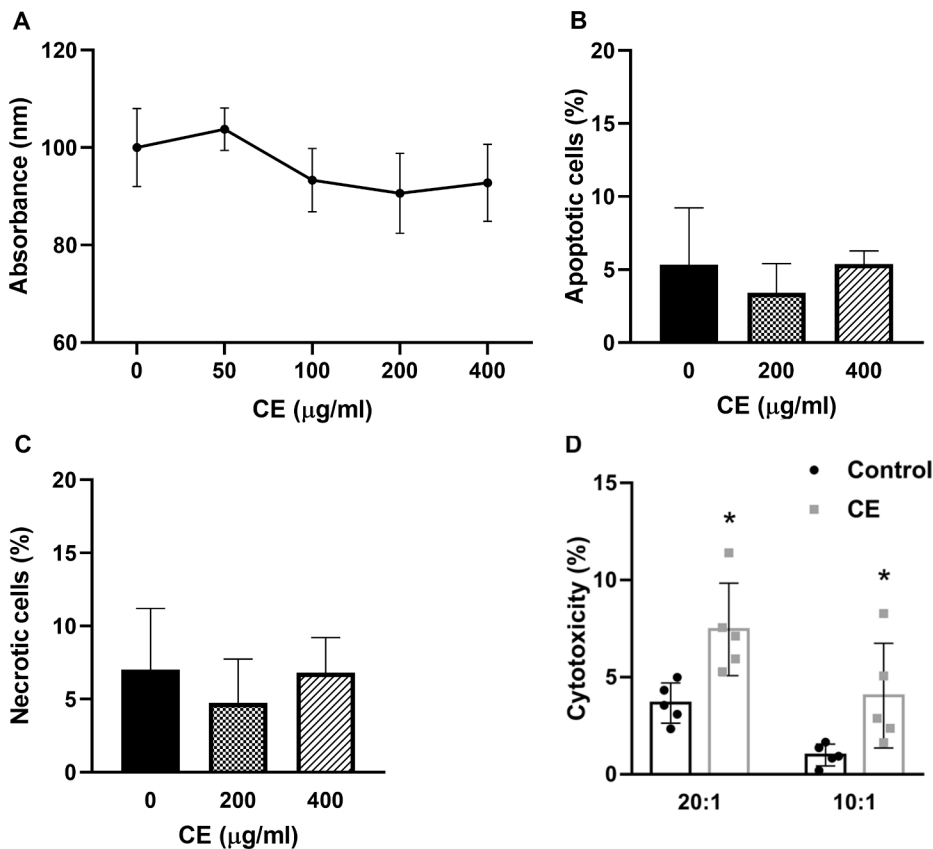 A
120
100
80
60
Absorbance (nm)
0 50 100 200 400
CE (μg/ml)
B
20
15
10
5
0
Apoptotic cells (%)
0 200 400
CE (μg/ml)
C
20
15
10
5
0
Necrotic cells (%)
0 200 400
CE (μg/ml)
D
Control
CE
15
10
5
0
Cytotoxicity (%)
*
*
20:1 10:1